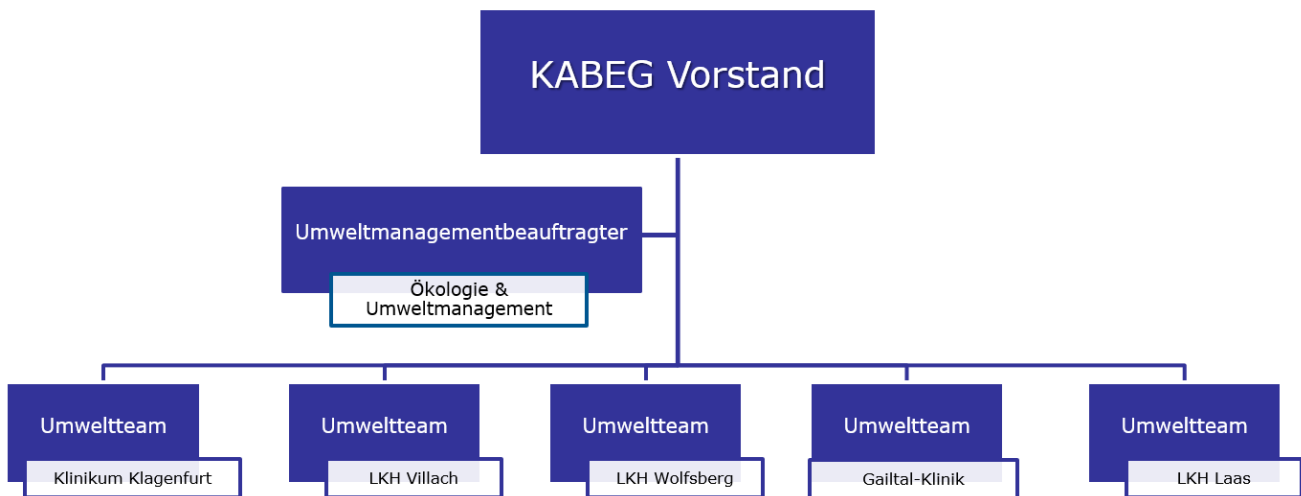 KABEG Vorstand
Umweltmanagementbeauftragter
Ökologie &
Umweltmanagement
Umweltteam
Klinikum Klagenfurt
Umweltteam
LKH Villach
Umweltteam
LKH Wolfsberg
Umweltteam
Gailtal-Klinik
Umweltteam
LKH Laas